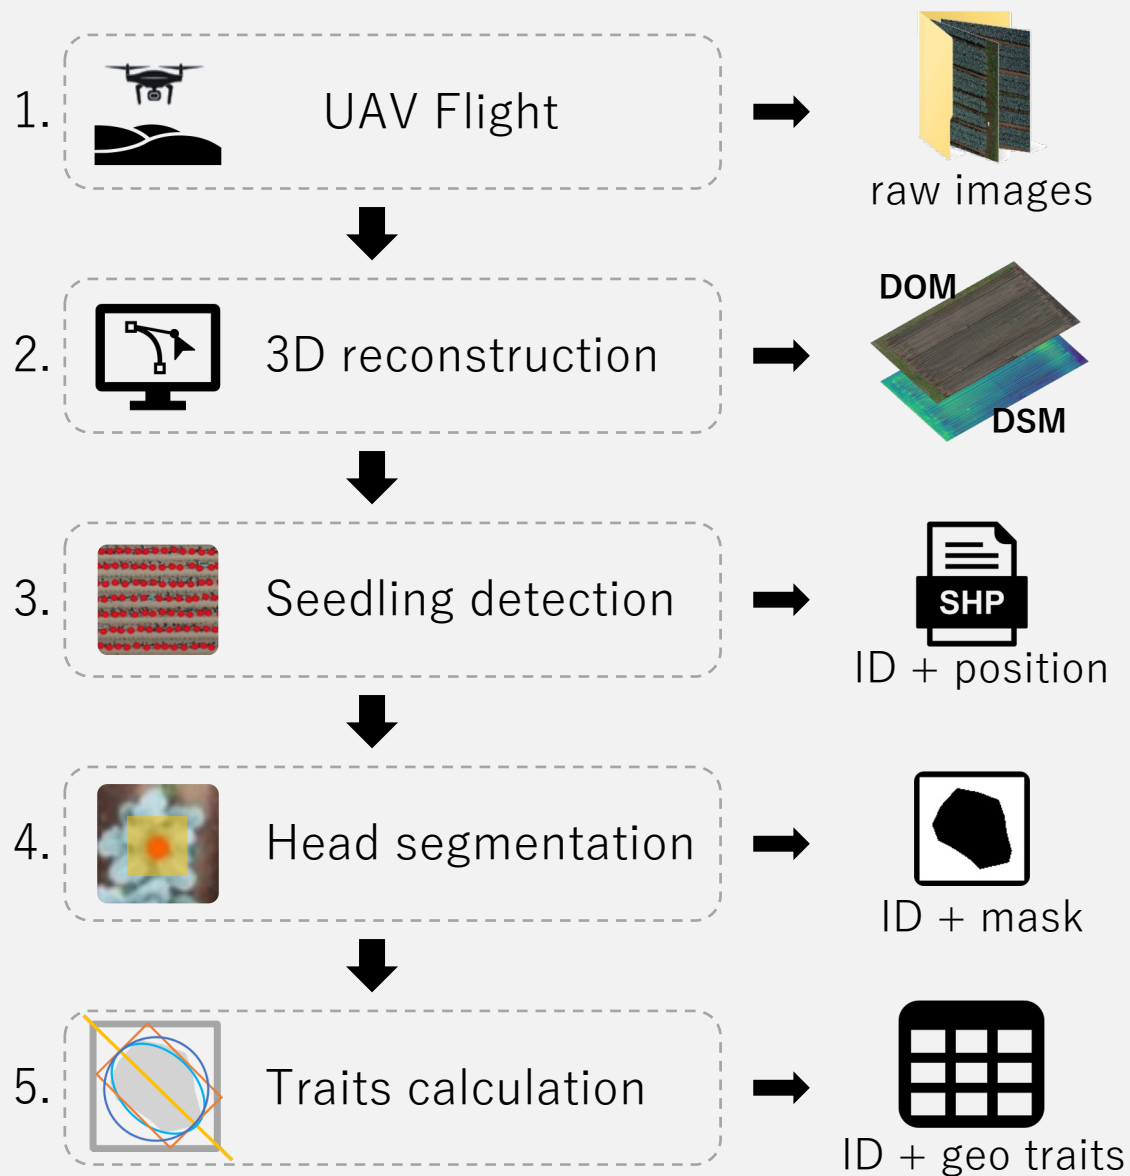 1. UAV Flight
raw images
2. 3D reconstruction
DOM
DSM
3. Seedling detection
SHP
ID + position
4. Head segmentation
ID + mask
5. Traits calculation
ID + geo traits